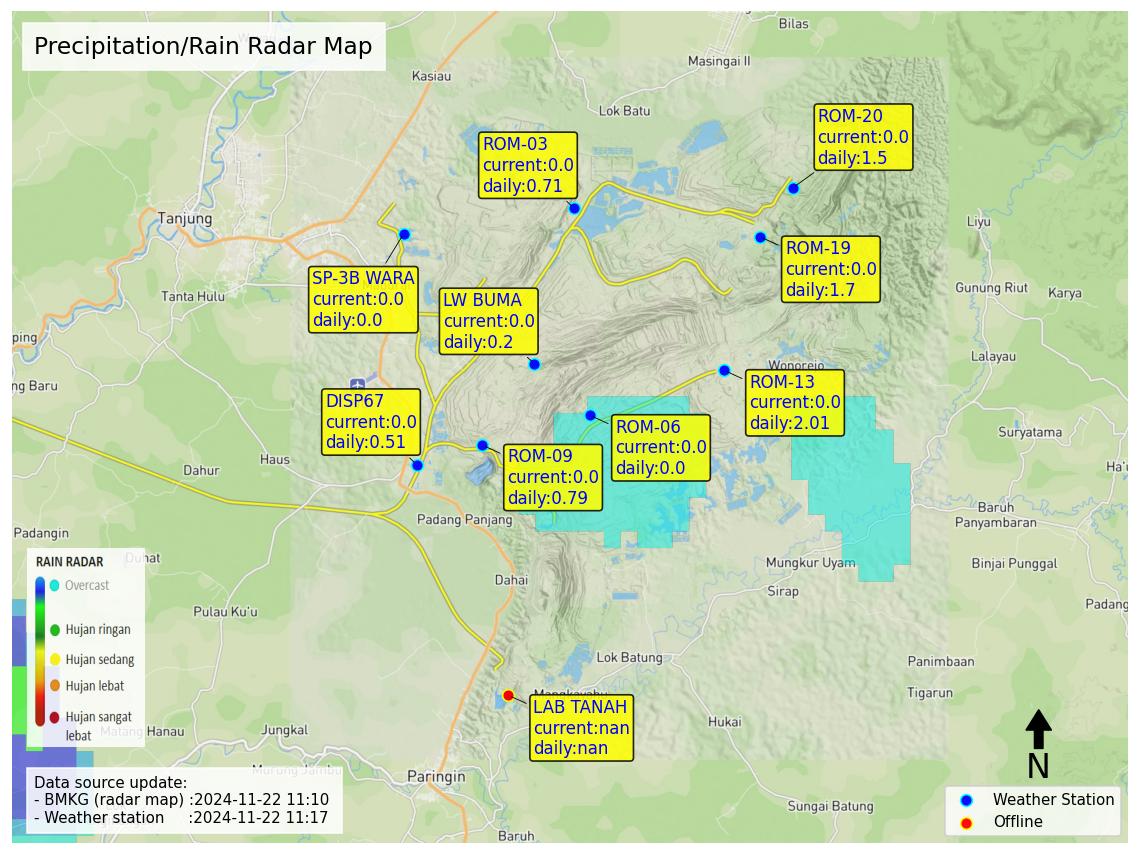 Precipitation/Rain Radar Map
Bilas
Masingai II
Kasiau
Lok Batu
ROM-20
current:0.0
daily:1.5
ROM-03
current:0.0
daily:0.71
Tanjung
Liyu
SP-3B WARA
current:0.0
daily:0.0
ROM-19
current:0.0
daily:1.7
Tanta Hulu
LW BUMA
current:0.0
daily:0.2
Gunung Riut
Karya
ping
Lalayau
ng Baru
Wonorejo
ROM-13
current:0.0
daily:2.01
DISP67
current:0.0
daily:0.51
ROM-06
current:0.0
daily:0.0
Suryatama
Haus
Dahur
ROM-09
current:0.0
daily:0.79
Ha'u
Baruh
Panyambaran
Padang Panjang
Padangin
Duhat
Mungkur Uyam
Binjai Punggal
RAIN RADAR
Overcast
Hujan ringan
Hujan sedang
Hujan lebat
Hujan sangat
lebat
Dahai
Sirap
Padang
Pulau Ku'u
Lok Batung
Panimbaan
Tigarun
LAB TANAH
current:nan
daily:nan
Hukai
Matang Hanau
Jungkal
Murung Jambu
Paringin
Data source update:
- BMKG (radar map) :2024-11-22 11:10
- Weather station :2024-11-22 11:17
N
Sungai Batung
Weather Station
Offline
Baruh